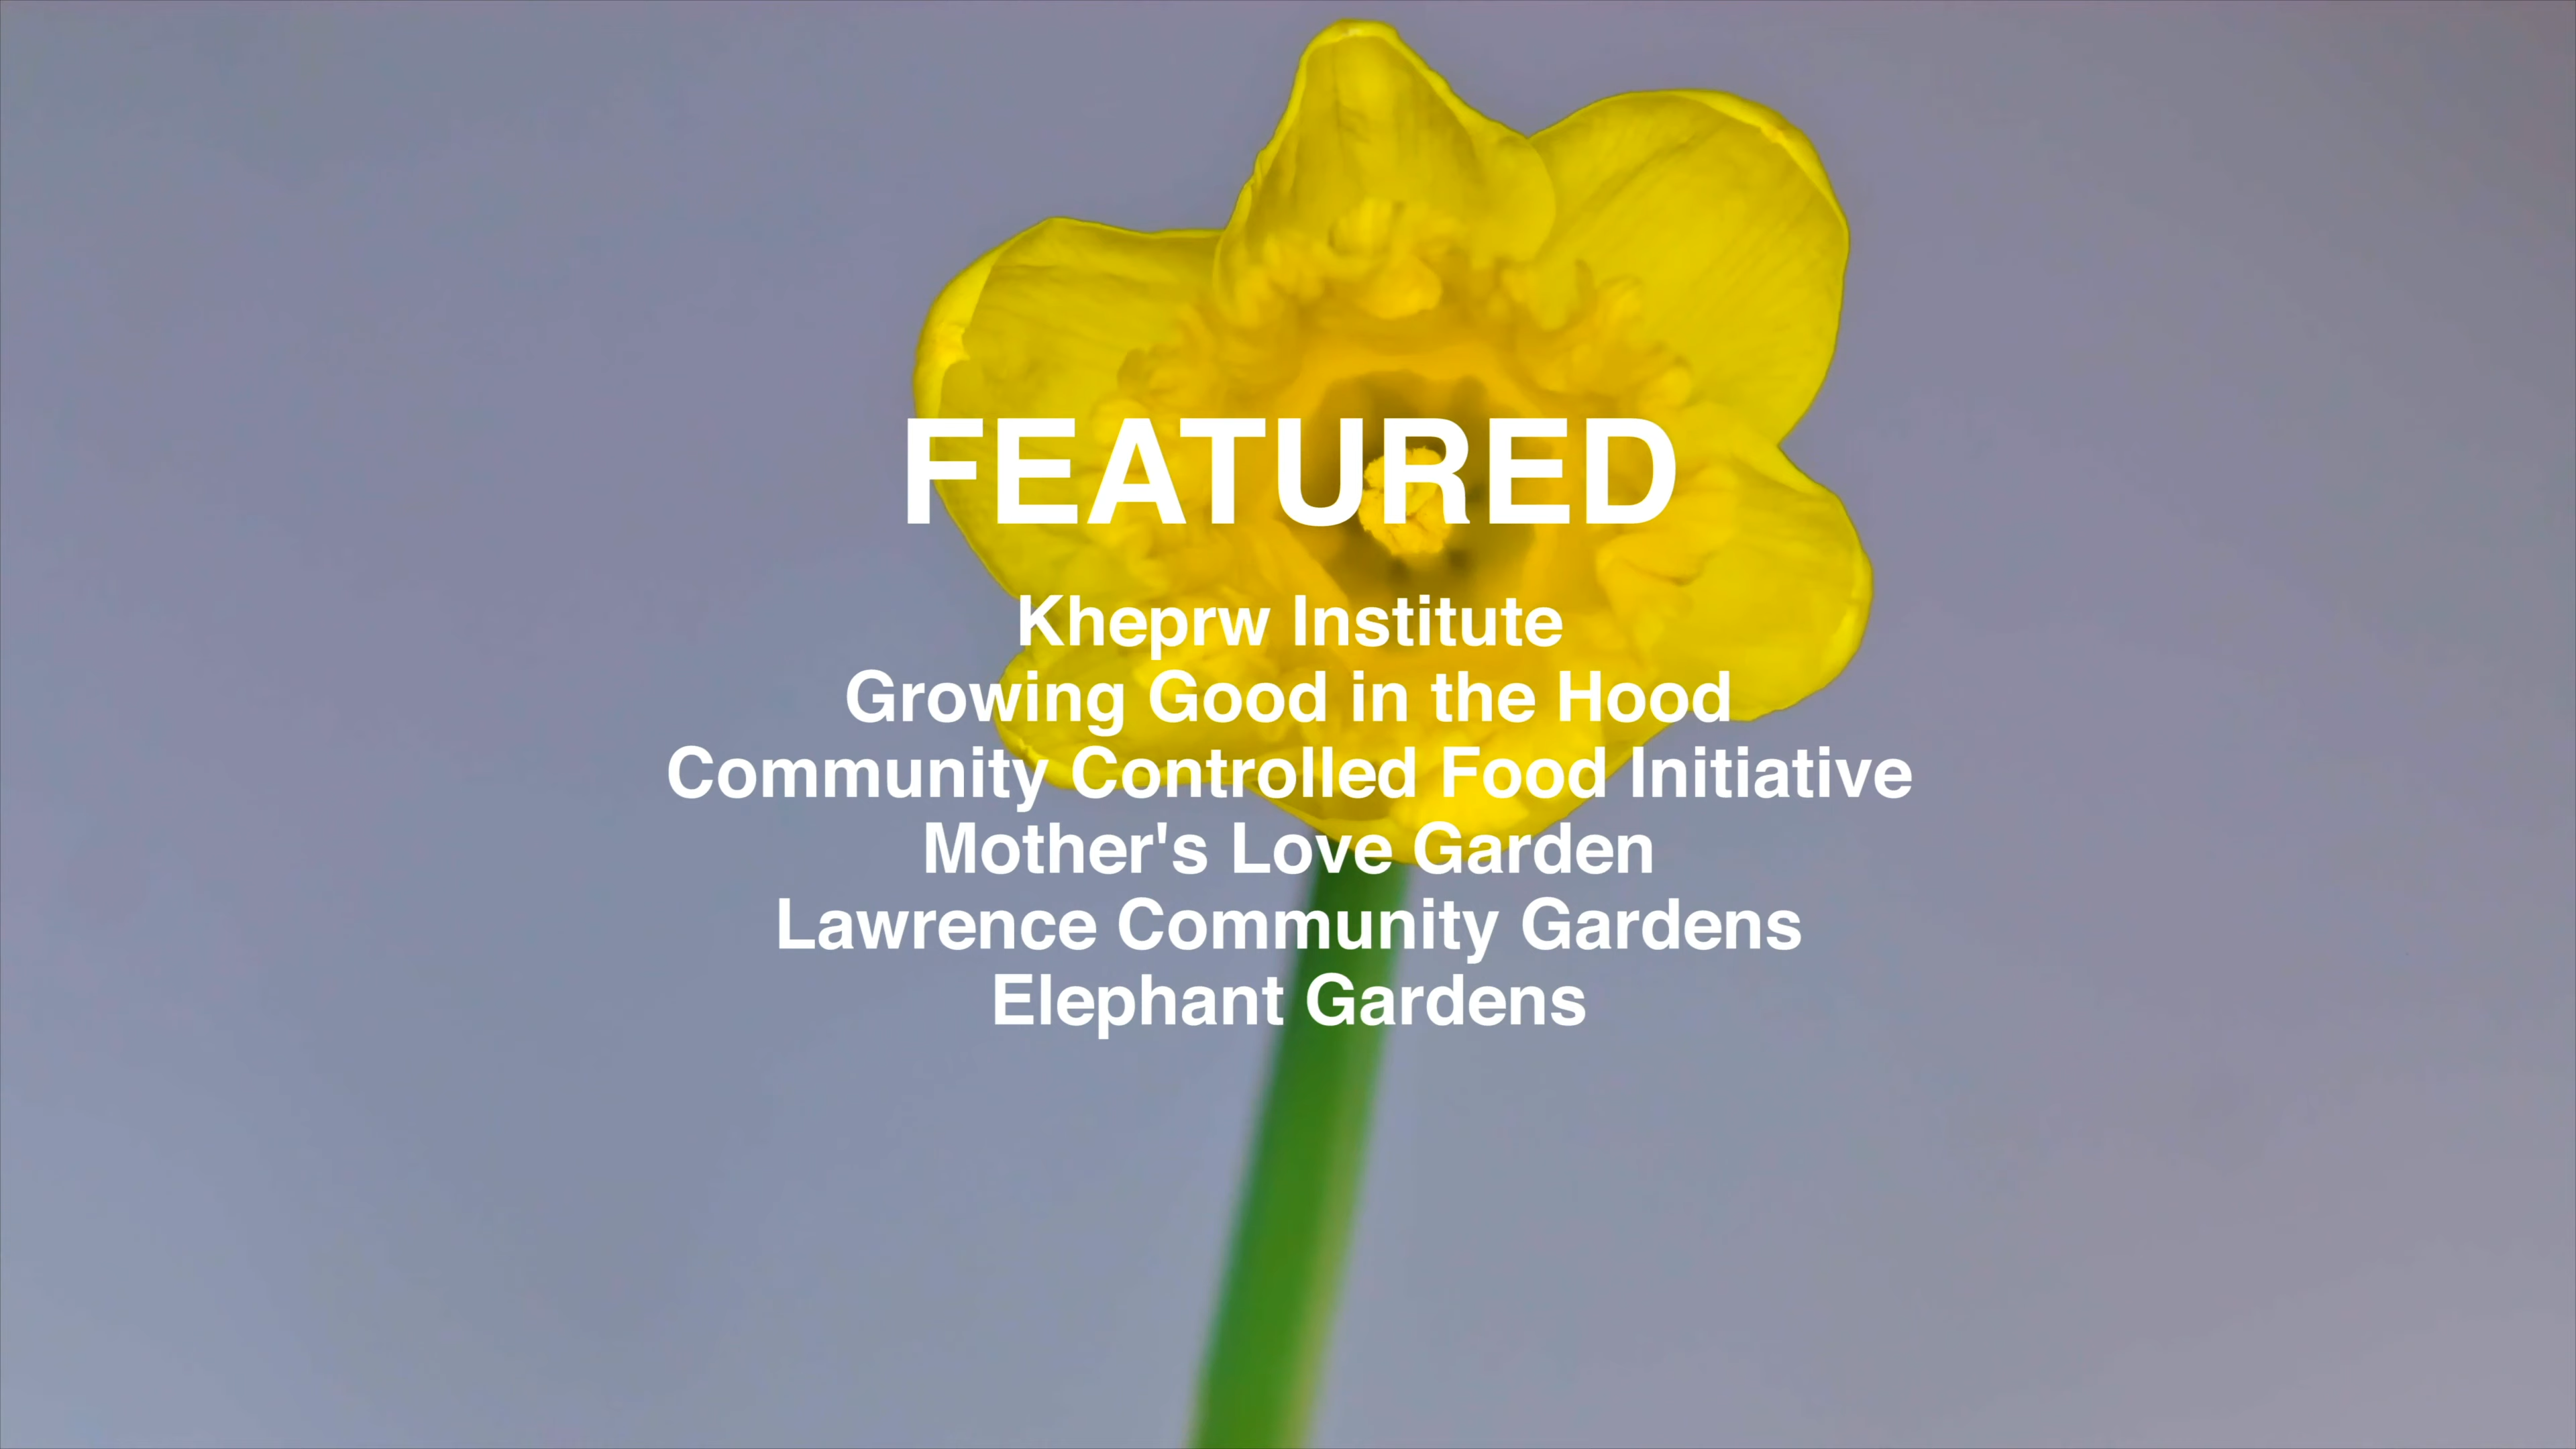 FEATURED
Kheprw Institute
Growing Good in the Hood
Community Controlled Food Initiative
Mother's Love Garden
Lawrence Community Gardens
Elephant Gardens